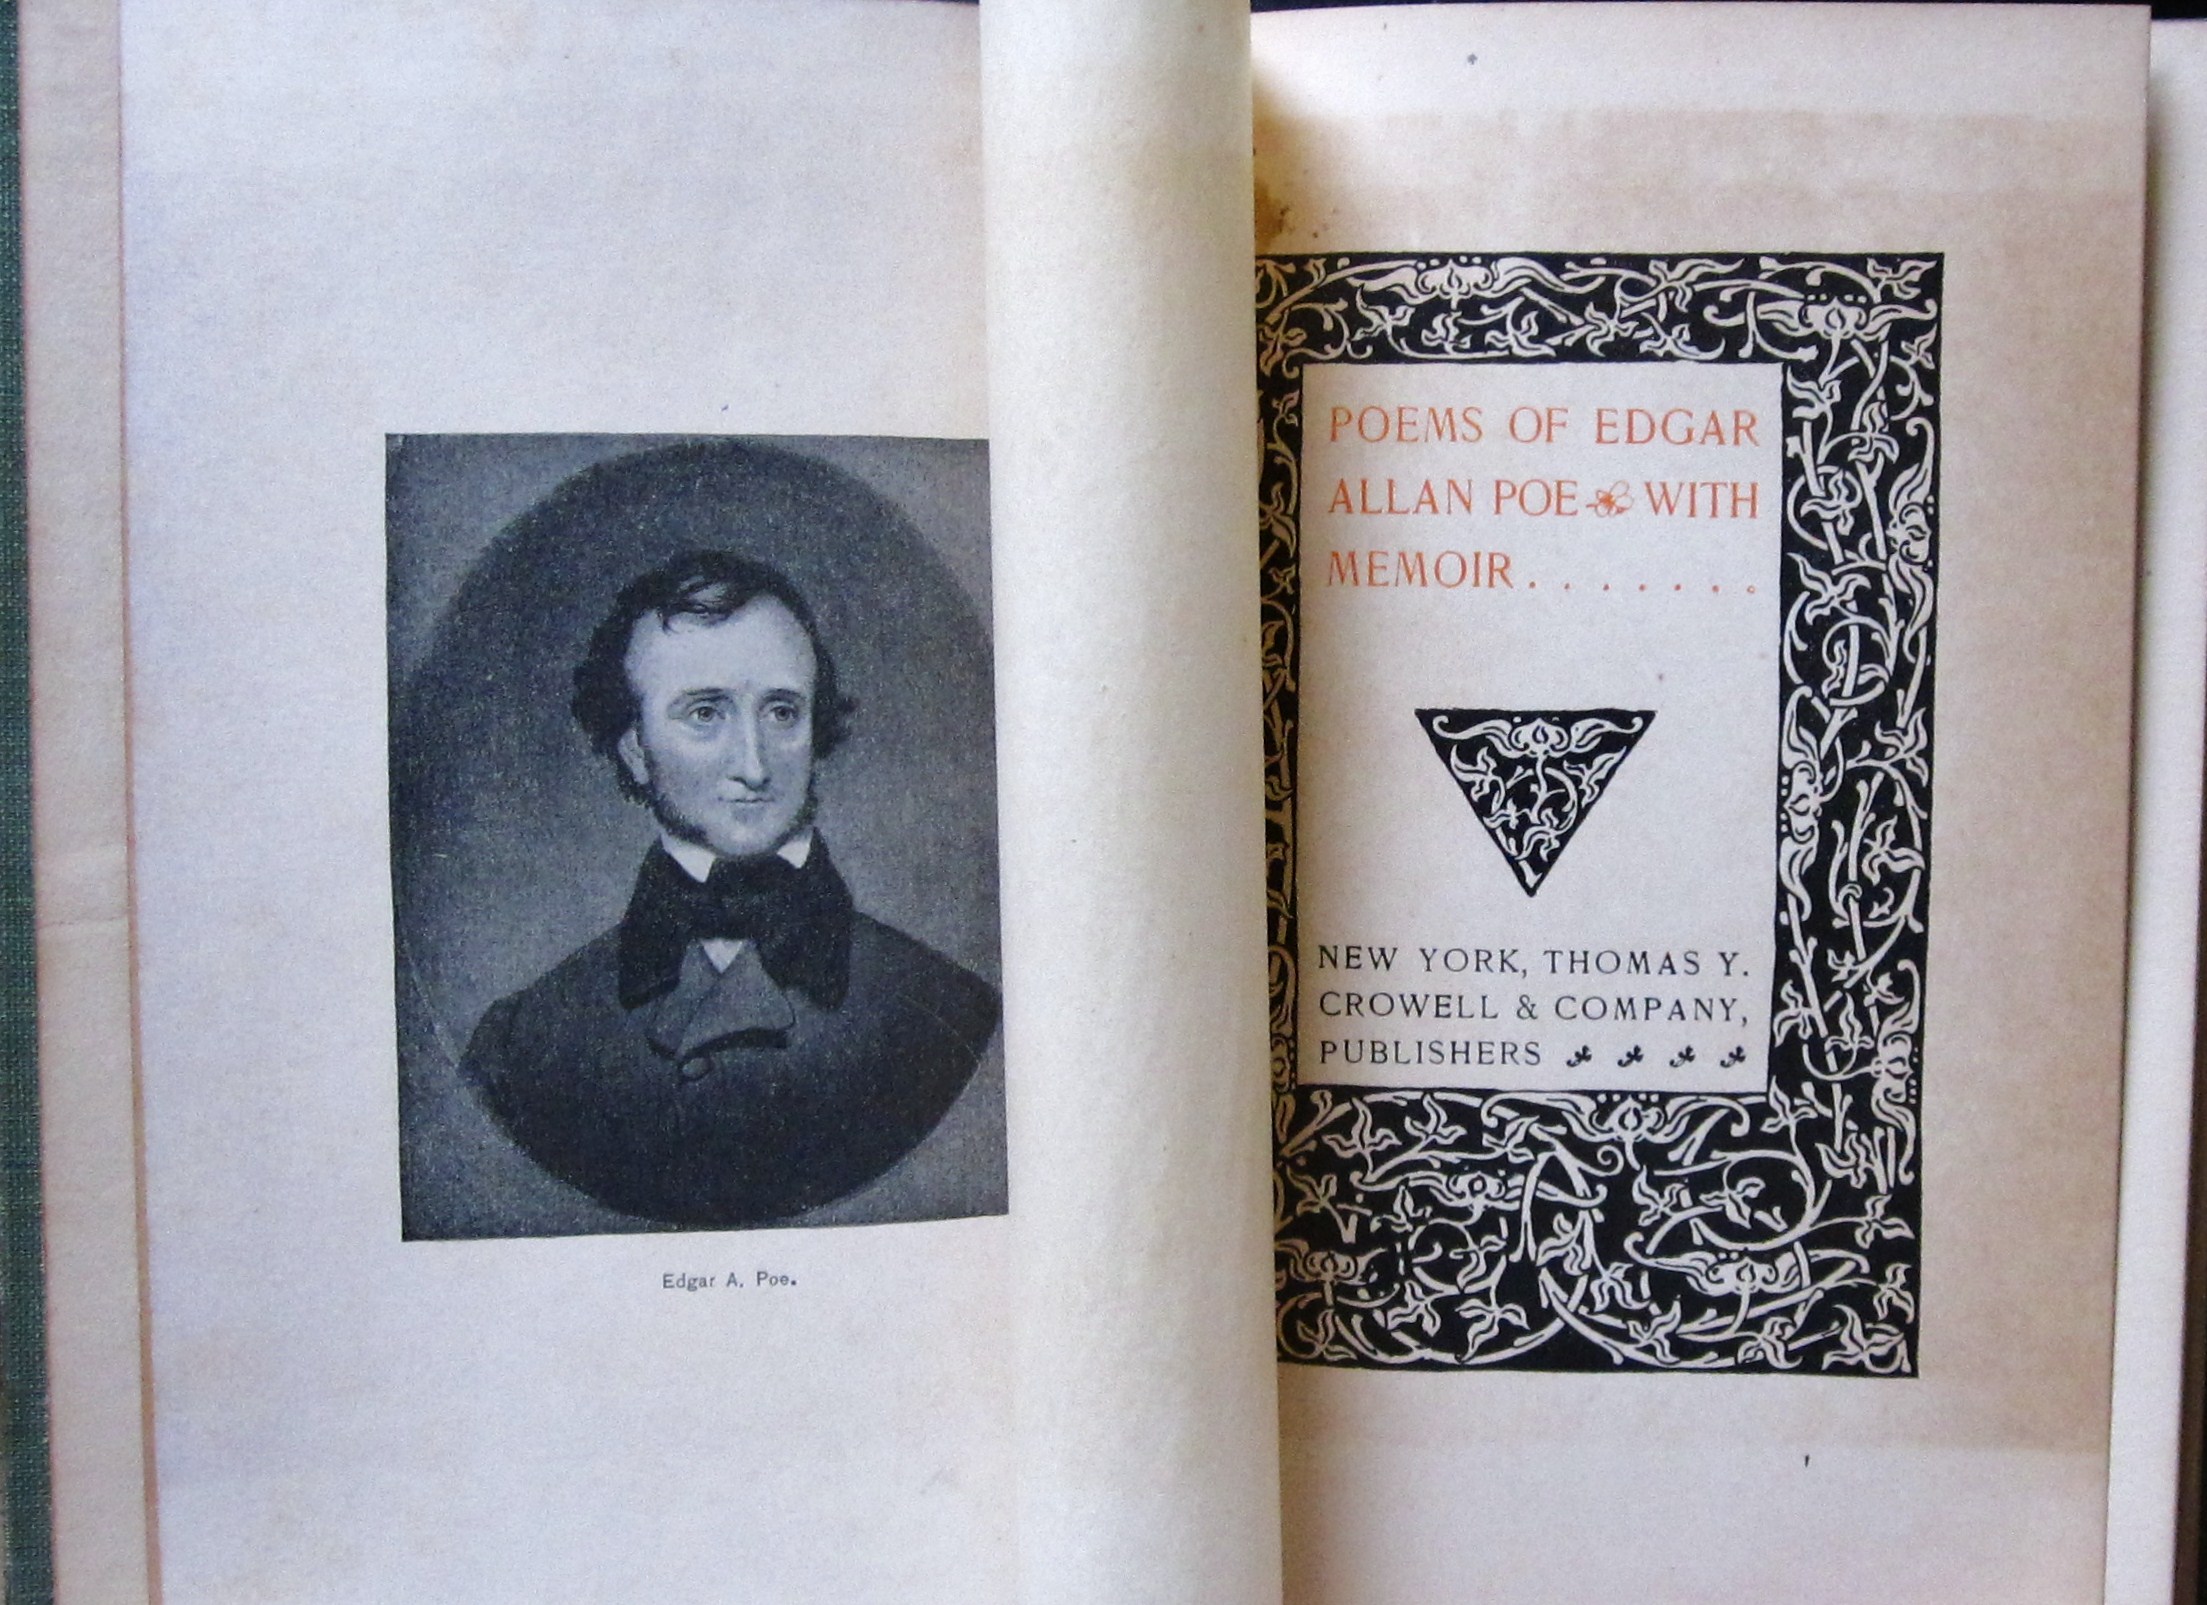 Edgar A. Poe.
POEMS OF EDGAR
ALLAN POE WITH
MEMOIR . . . . . . .
NEW YORK, THOMAS Y.
CROWELL & COMPANY,
PUBLISHERS